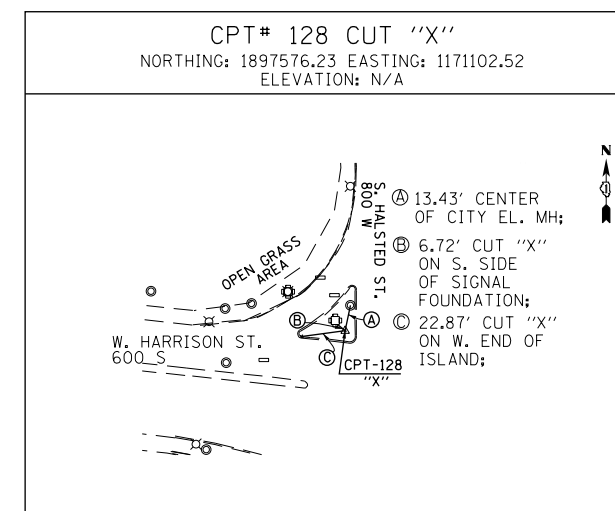 CPT# 128 CUT "X"
NORTHING: 1897576.23 EASTING: 1171102.52
ELEVATION: N/A
N
S. HALSTED ST.
800 W
OPEN GRASS
AREA
W. HARRISON ST.
600 S
A
B
C
CPT-128
"X"
Ⓐ 13.43' CENTER
OF CITY EL. MH;
Ⓑ 6.72' CUT "X"
ON S. SIDE
OF SIGNAL
FOUNDATION;
Ⓒ 22.87' CUT "X"
ON W. END OF
ISLAND;